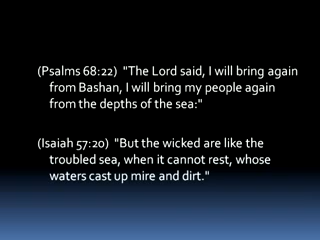 (Psalms 68:22) "The Lord said, I will bring again
from Bashan, I will bring my people again
from the depths of the sea:"
(Isaiah 57:20) "But the wicked are like the
troubled sea, when it cannot rest, whose
waters cast up mire and dirt."